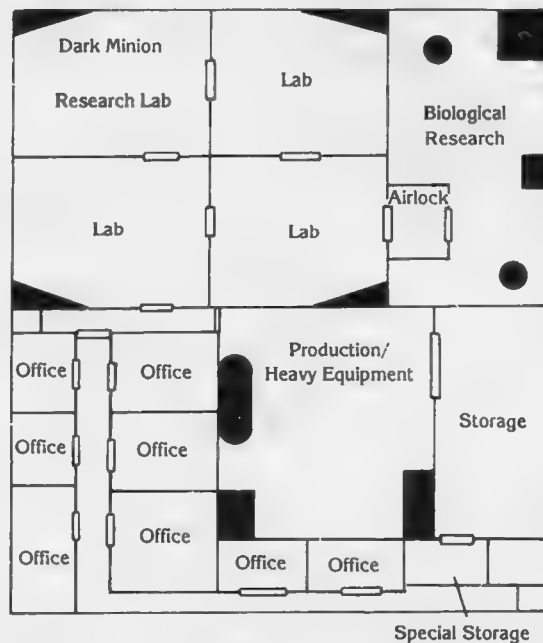 Dark Minion
Research Lab
Lab
Biological
Research
Airlock
Lab
Lab
Production/
Heavy Equipment
Office
Office
Storage
Office
Office
Office
Office
Office
Office
Special Storage